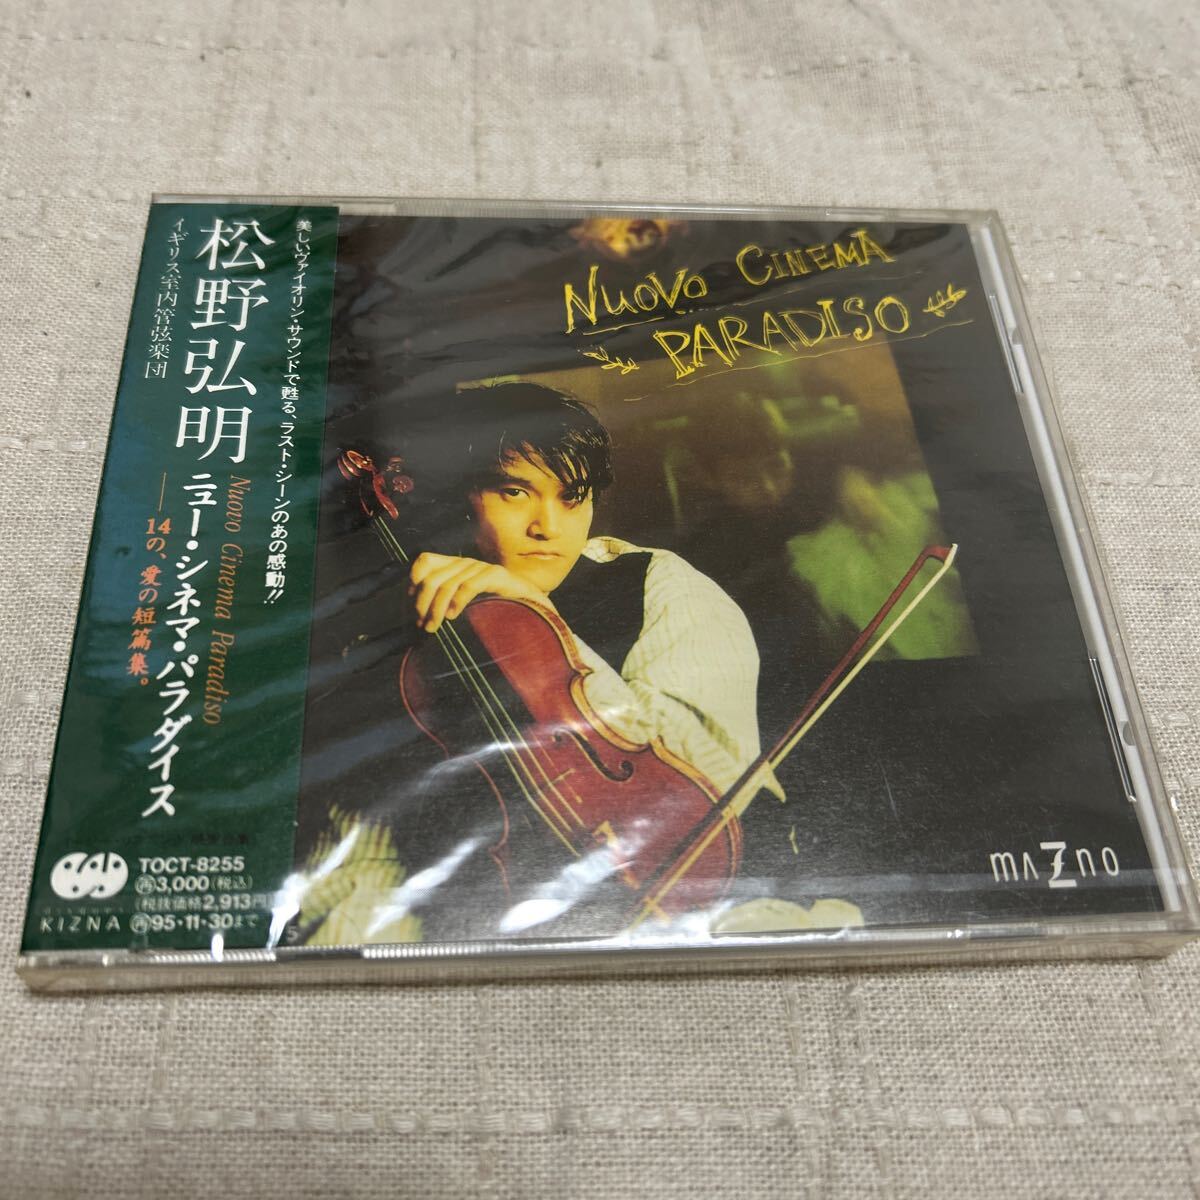 美しいヴァイオリン・サウンドで甦る、ラスト・シーンのあの感動!!
松野弘明
イギリス室内管弦楽団
Nuovo Cinema Paradiso
ニュー・シネマ・パラダイス
——14の、愛の短篇集。
TOCT-8255
再3,000(税込)
(税抜価格2,913円)
再95・11・30まで
KIZNA
NUOVO CINEMA
PARADISO
mazno